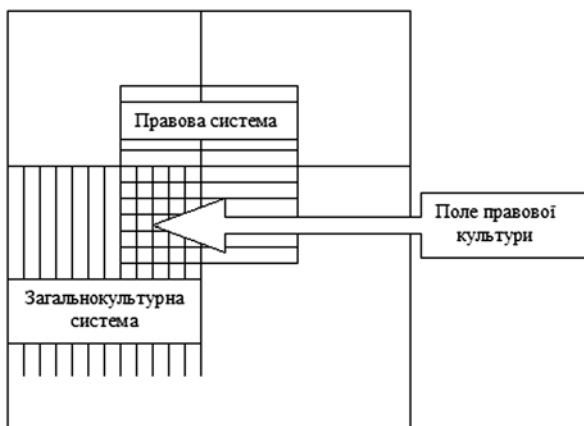 Правова система
Поле правової
культури
Загальнокультурна
система